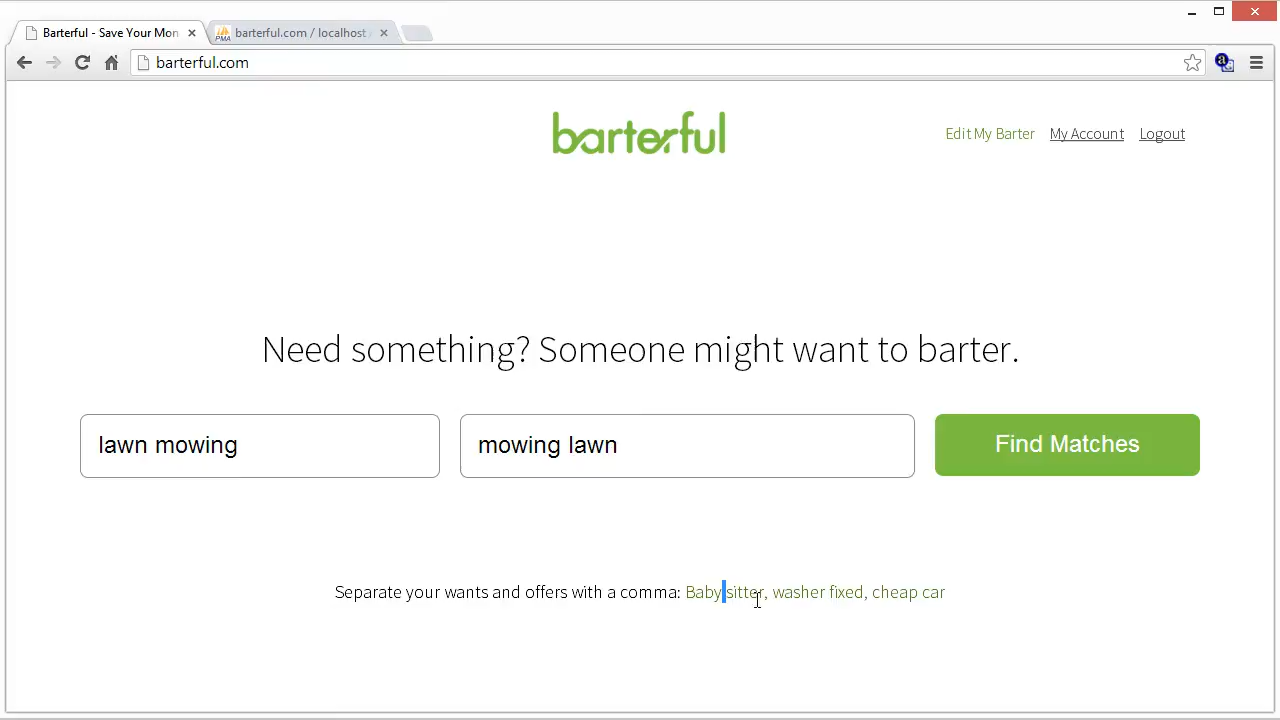 Barterful - Save Your Mon
barterful.com / localhost
PMA
barterful.com
barterful
Edit My Barter My Account Logout
Need something? Someone might want to barter.
lawn mowing
mowing lawn
Find Matches
Separate your wants and offers with a comma: Baby sitter, washer fixed, cheap car